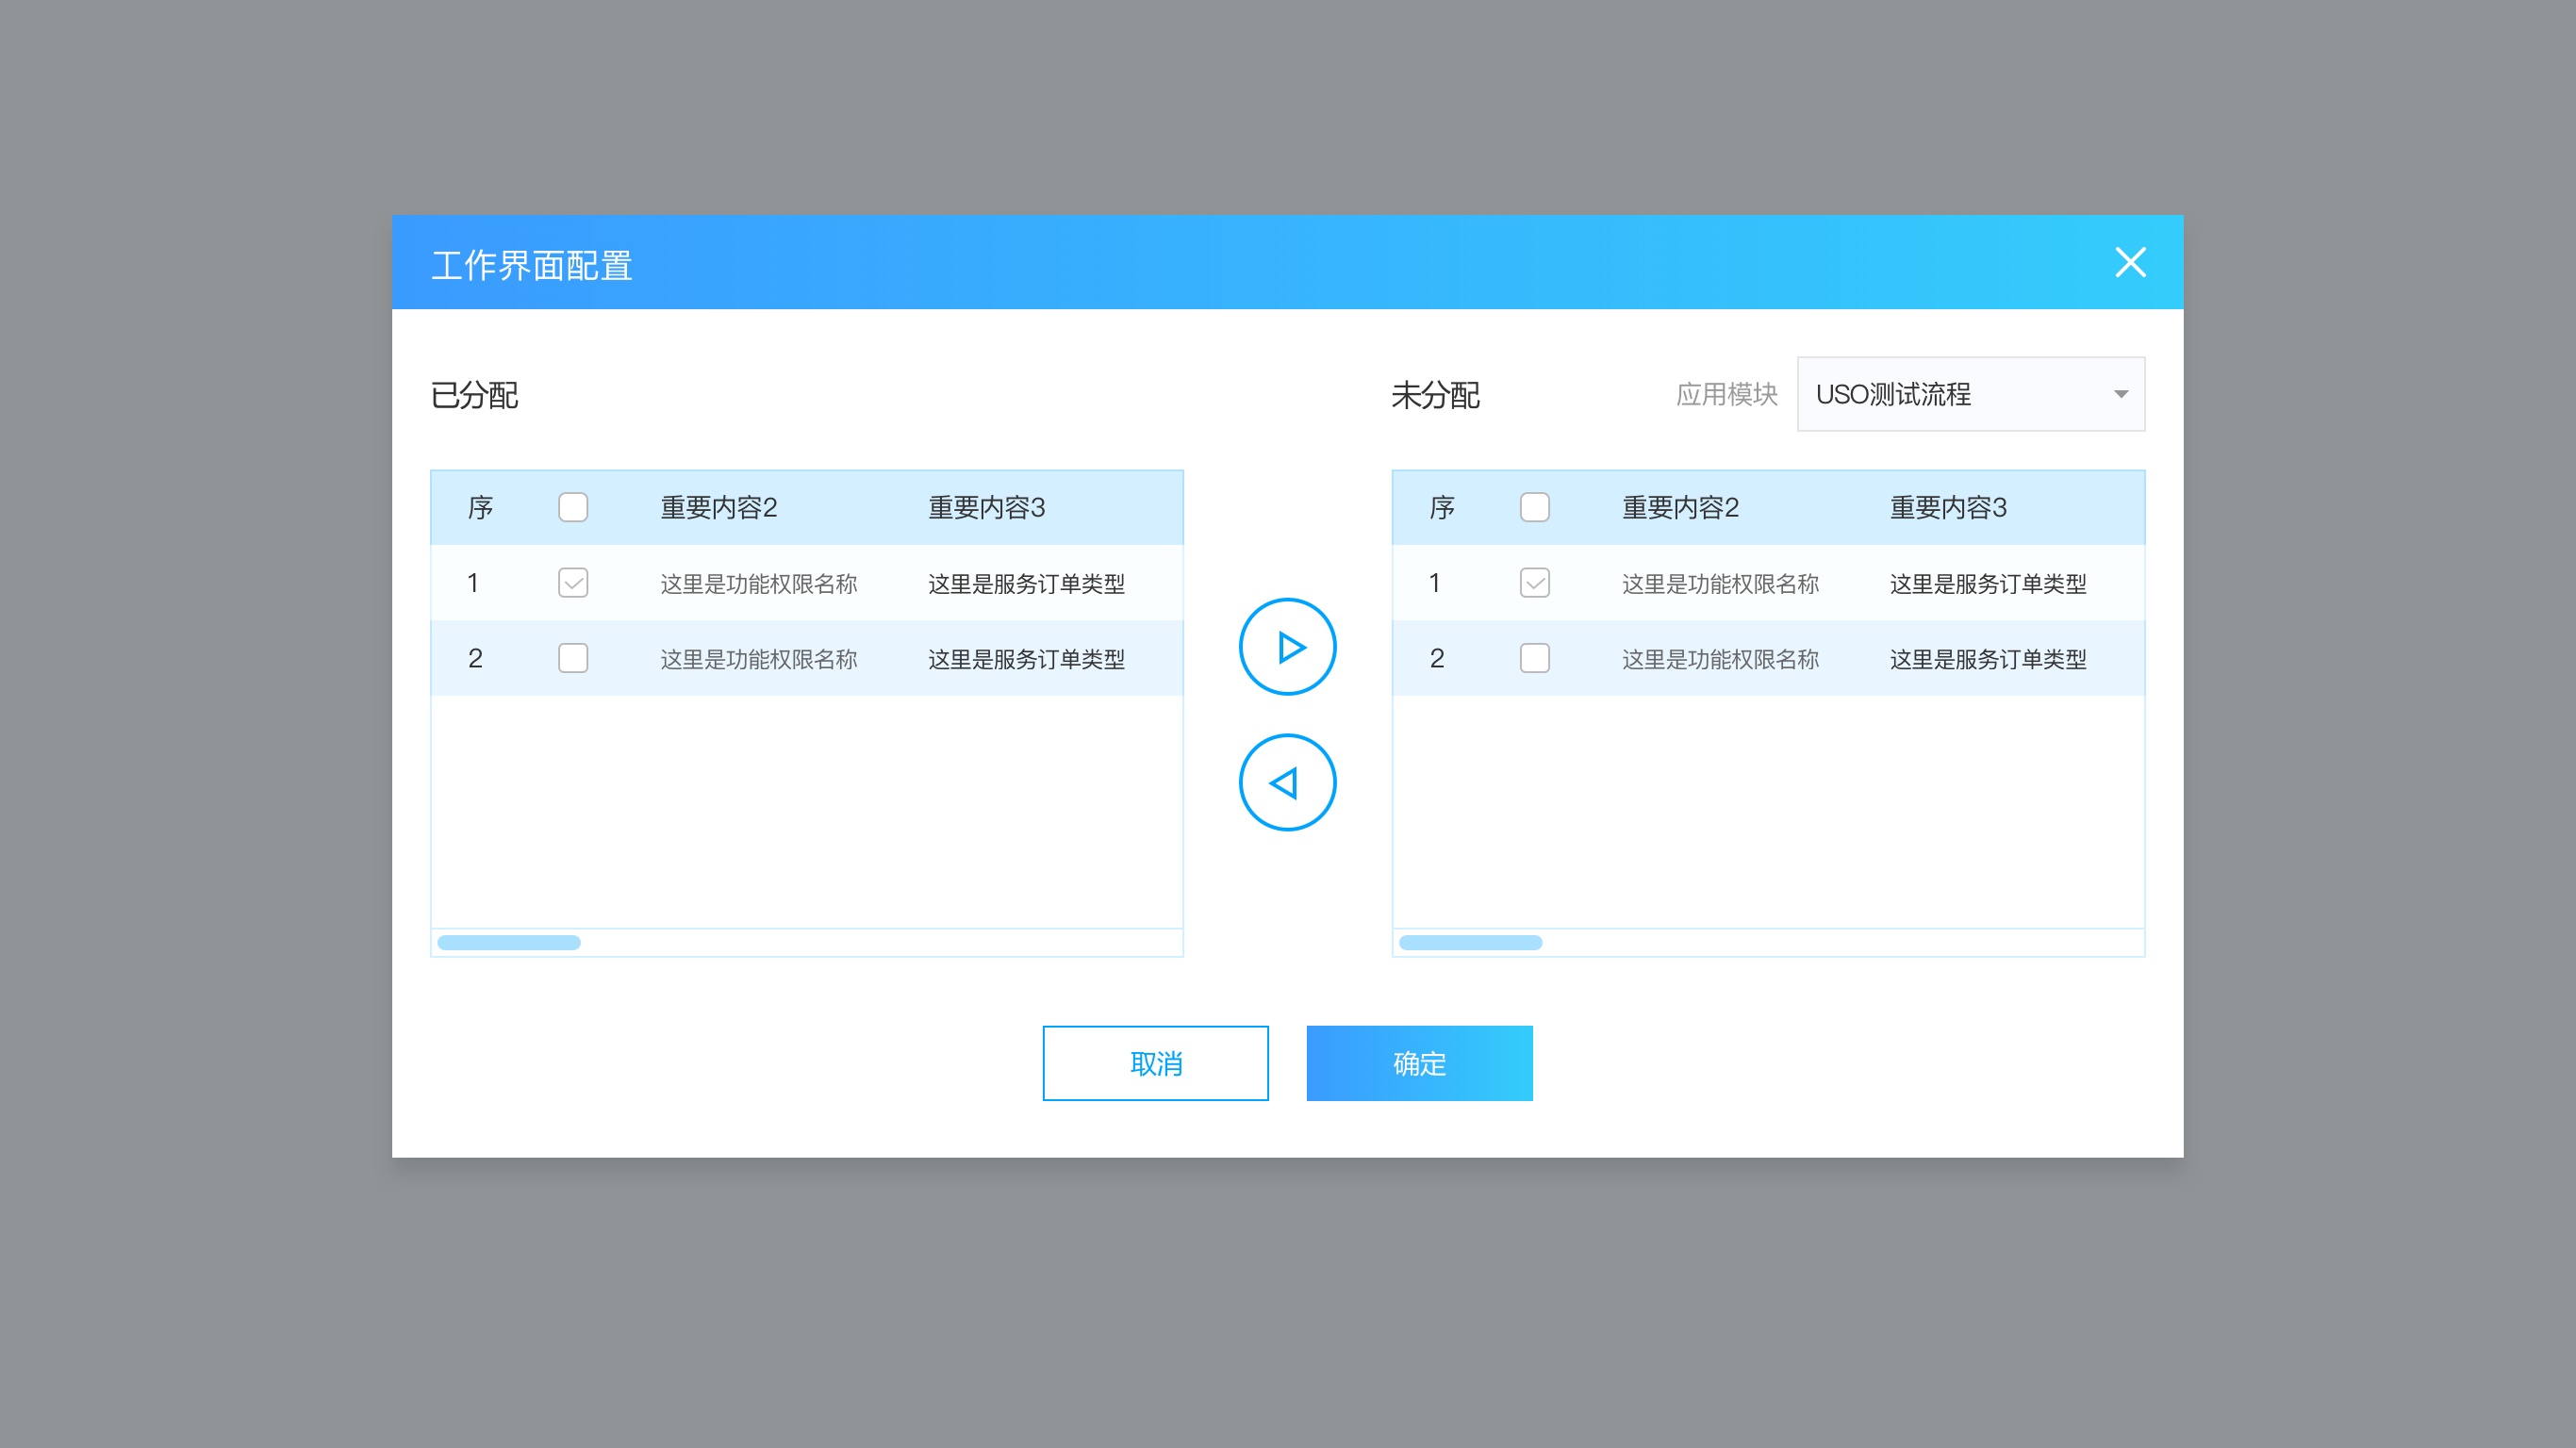 工作界面配置
已分配
未分配 应用模块 USO测试流程
序 重要内容2 重要内容3
1 这里是功能权限名称 这里是服务订单类型
2 这里是功能权限名称 这里是服务订单类型
序 重要内容2 重要内容3
1 这里是功能权限名称 这里是服务订单类型
2 这里是功能权限名称 这里是服务订单类型
取消 确定